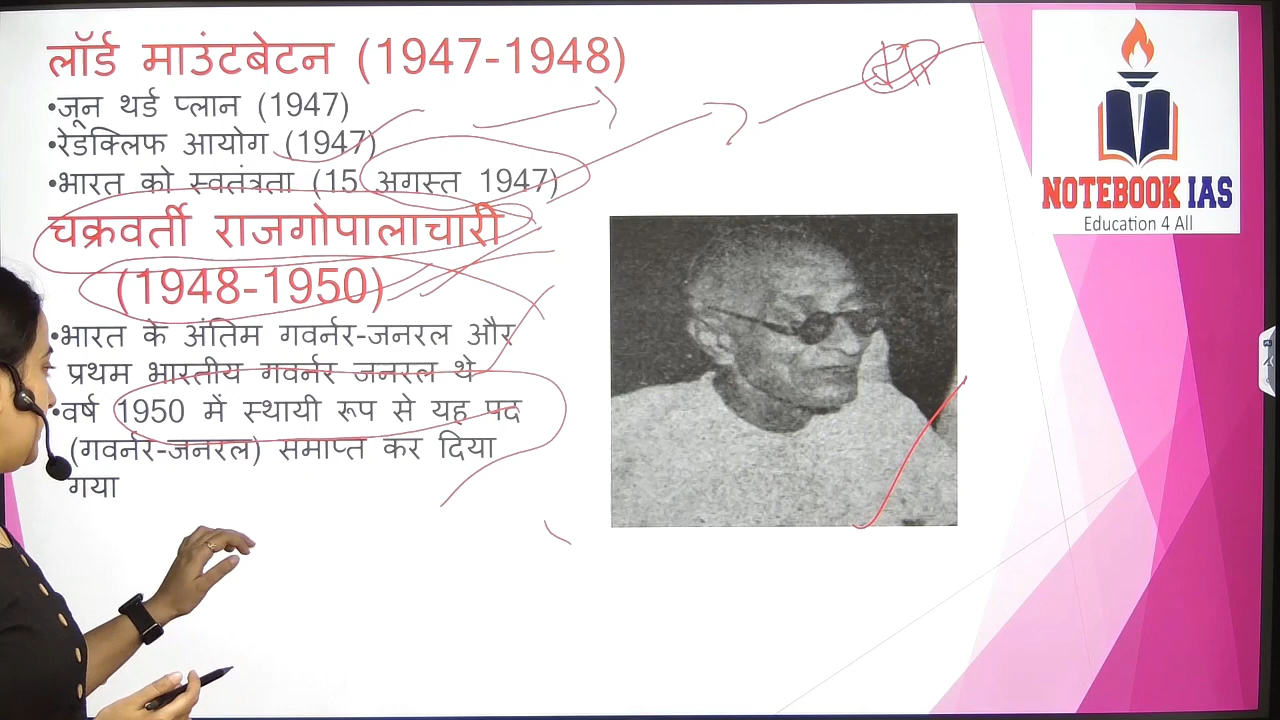 लॉर्ड माउंटबेटन (1947-1948)
•जून थर्ड प्लान (1947)
•रेडक्लिफ आयोग (1947)
•भारत को स्वतंत्रता (15 अगस्त 1947)
चक्रवर्ती राजगोपालाचारी
(1948-1950)
•भारत के अंतिम गवर्नर-जनरल और
प्रथम भारतीय गवर्नर जनरल थे
•वर्ष 1950 में स्थायी रूप से यह पद
(गवर्नर-जनरल) समाप्त कर दिया
गया
NOTEBOOK IAS
Education 4 All